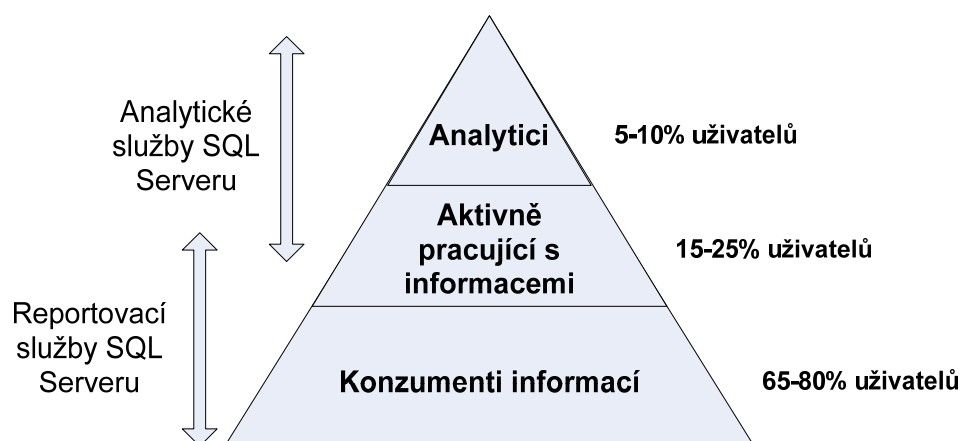 Analytické
služby SQL
Serveru
Analytici
5-10% uživatelů
Aktivně
pracující s
informacemi
15-25% uživatelů
Reportovací
služby SQL
Serveru
Konzumenti informací
65-80% uživatelů